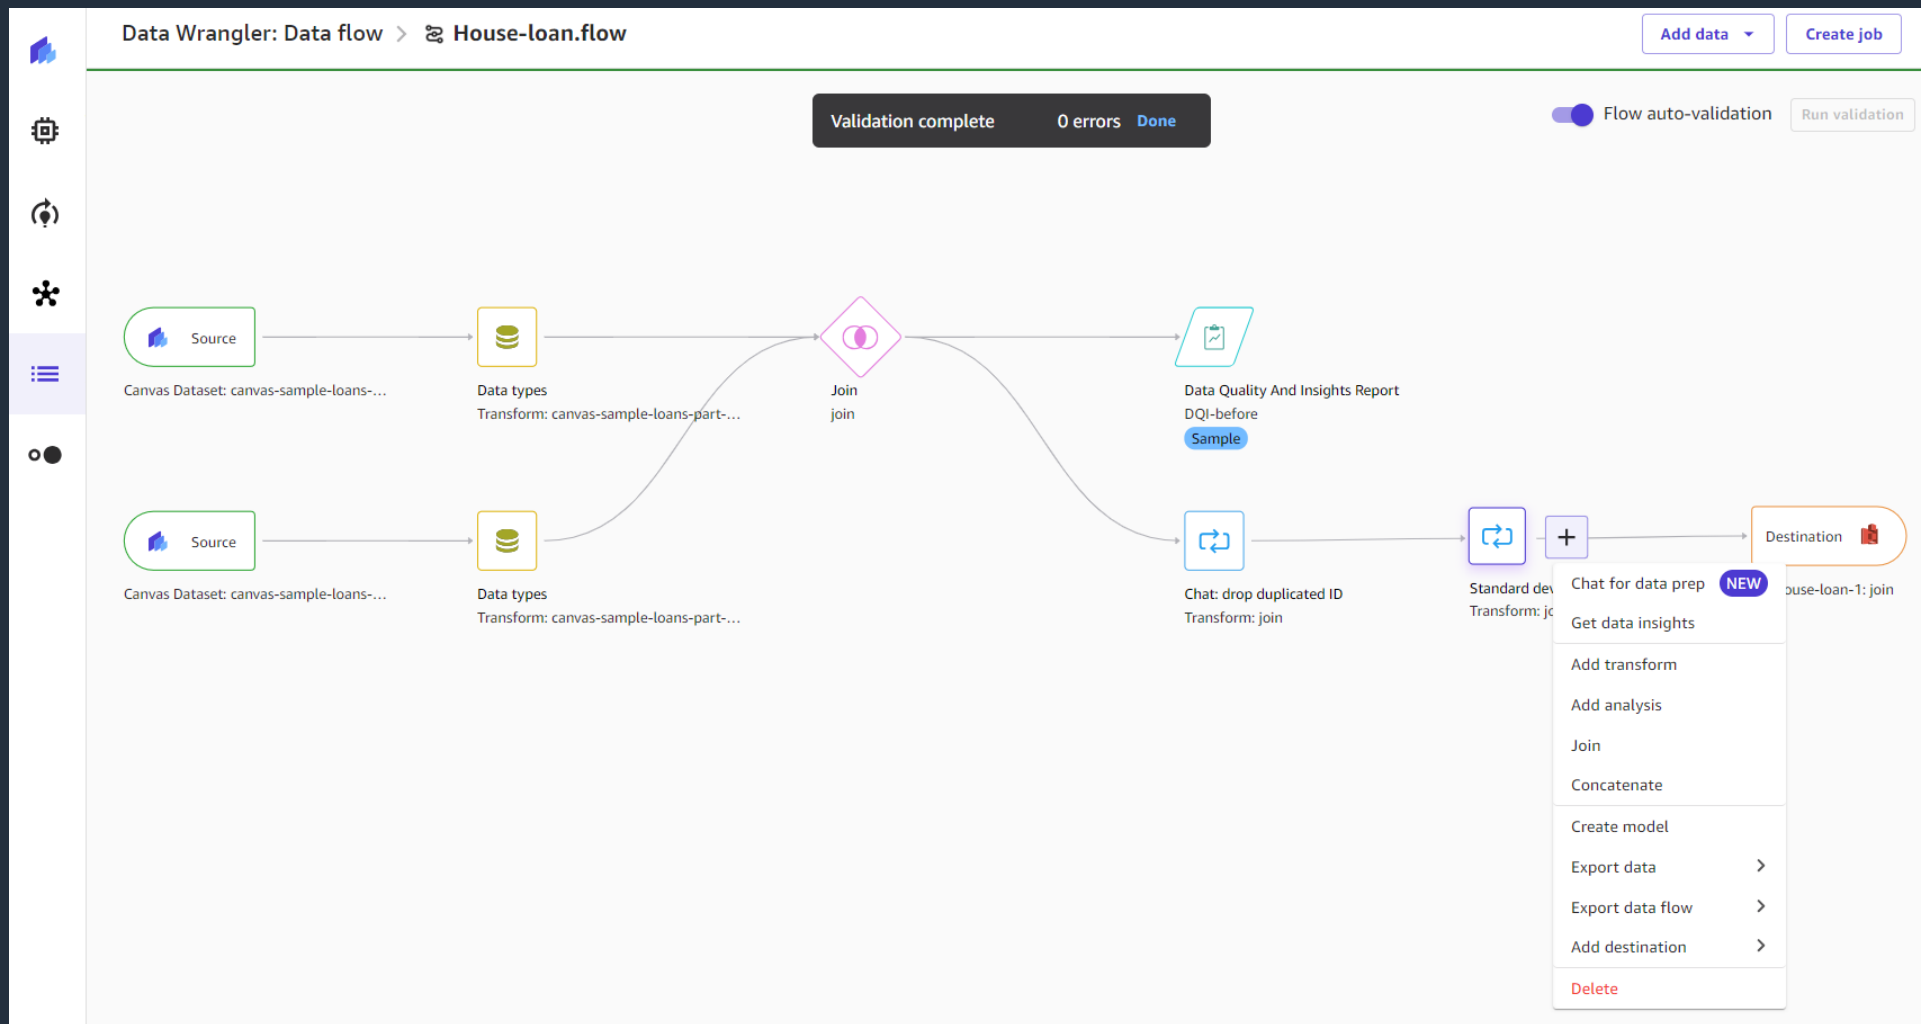 Data Wrangler: Data flow > House-loan.flow
Add data
Create job
Validation complete 0 errors Done
Flow auto-validation
Run validation
Source
Canvas Dataset: canvas-sample-loans-...
Data types
Transform: canvas-sample-loans-part-...
Join
join
Data Quality And Insights Report
DQI-before
Sample
Source
Canvas Dataset: canvas-sample-loans-...
Data types
Transform: canvas-sample-loans-part-...
Chat: drop duplicated ID
Transform: join
Standard dev
Transform: jo
Destination
ouse-loan-1: join
Chat for data prep NEW
Get data insights
Add transform
Add analysis
Join
Concatenate
Create model
Export data
Export data flow
Add destination
Delete